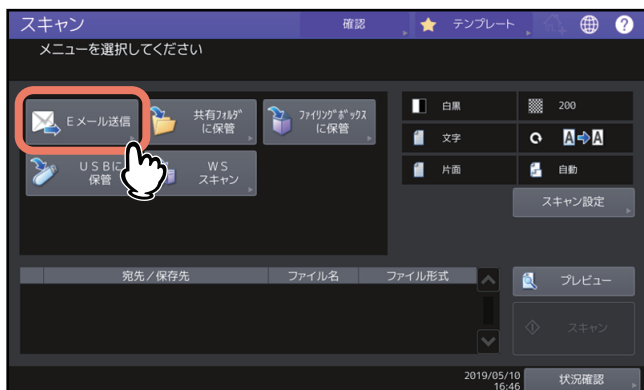 スキャン
確認
テンプレート
メニューを選択してください
Eメール送信
共有ﾌｫﾙﾀﾞ
に保管
ﾌｧｲﾘﾝｸﾞﾎﾞｯｸｽ
に保管
USBに
保管
WS
スキャン
白黒
200
文字
A
A
片面
自動
スキャン設定
宛先/保存先
ファイル名
ファイル形式
プレビュー
スキャン
2019/05/10
16:46
状況確認